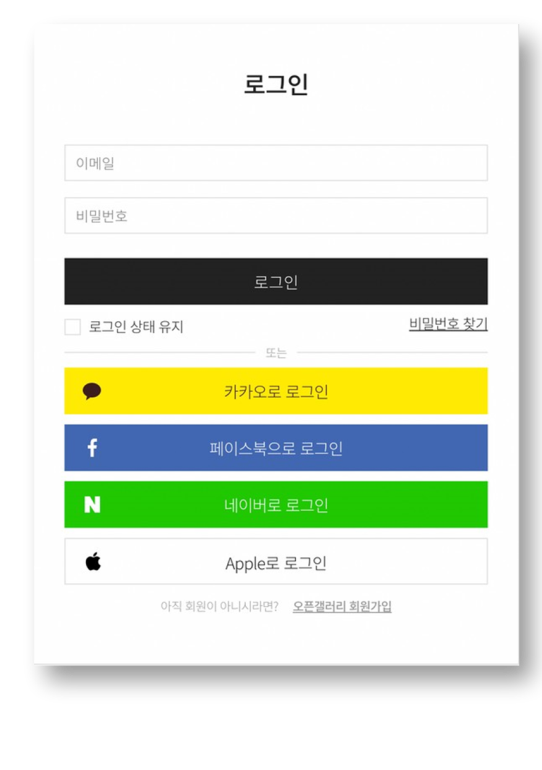 로그인
이메일
비밀번호
로그인
로그인 상태 유지 비밀번호 찾기
또는
카카오로 로그인
f 페이스북으로 로그인
N 네이버로 로그인
Apple로 로그인
아직 회원이 아니시라면? 오픈갤러리 회원가입